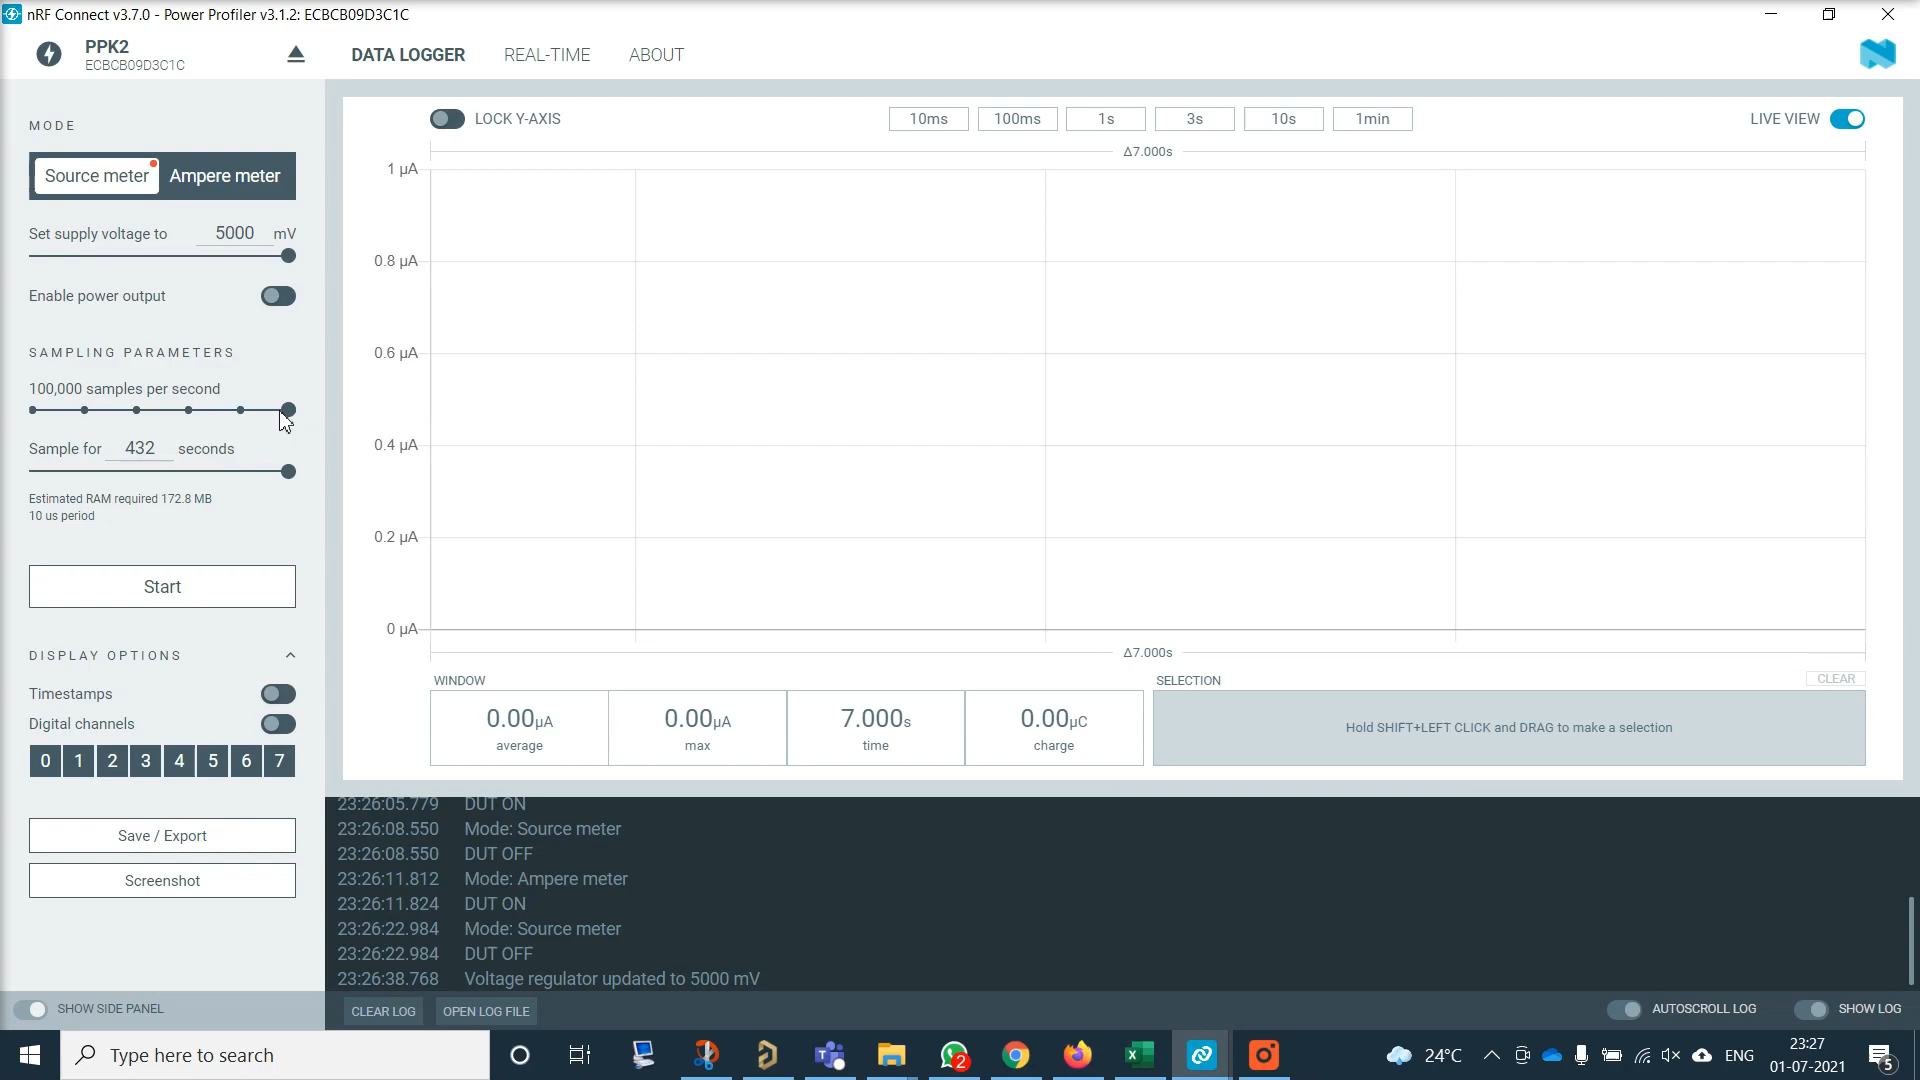 nRF Connect v3.7.0 - Power Profiler v3.1.2: ECBCB09D3C1C
PPK2
ECBCB09D3C1C
DATA LOGGER
REAL-TIME
ABOUT
MODE
Source meter
Ampere meter
Set supply voltage to 5000 mV
Enable power output
SAMPLING PARAMETERS
100,000 samples per second
Sample for 432 seconds
Estimated RAM required 172.8 MB
10 us period
Start
DISPLAY OPTIONS
Timestamps
Digital channels
0 1 2 3 4 5 6 7
Save / Export
Screenshot
SHOW SIDE PANEL
LOCK Y-AXIS
10ms
100ms
1s
3s
10s
1min
LIVE VIEW
Δ7.000s
1 µA
0.8 µA
0.6 µA
0.4 µA
0.2 µA
0 µA
Δ7.000s
WINDOW
0.00µA
average
0.00µA
max
7.000s
time
0.00µC
charge
SELECTION
CLEAR
Hold SHIFT+LEFT CLICK and DRAG to make a selection
23:26:05.779 DUT ON
23:26:08.550 Mode: Source meter
23:26:08.550 DUT OFF
23:26:11.812 Mode: Ampere meter
23:26:11.824 DUT ON
23:26:22.984 Mode: Source meter
23:26:22.984 DUT OFF
23:26:38.768 Voltage regulator updated to 5000 mV
CLEAR LOG
OPEN LOG FILE
AUTOSCROLL LOG
SHOW LOG
Type here to search
2
24°C
ENG
23:27
01-07-2021
5